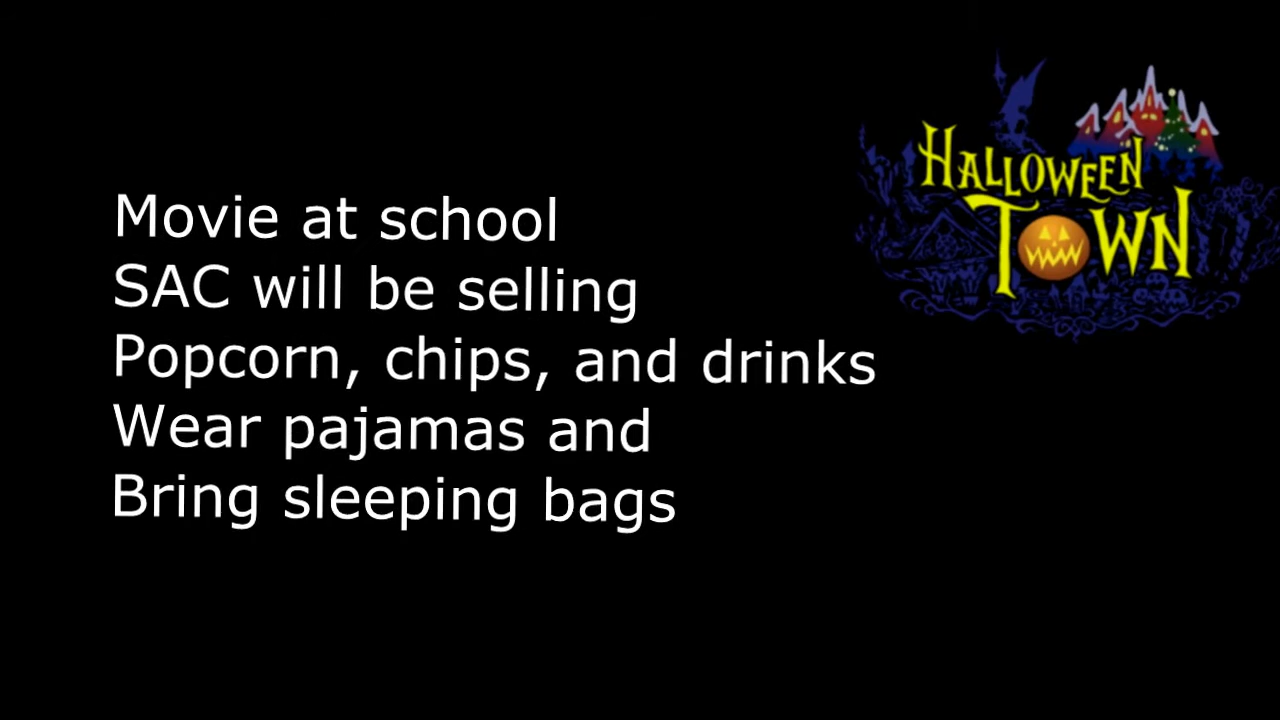 Movie at school
SAC will be selling
Popcorn, chips, and drinks
Wear pajamas and
Bring sleeping bags
HALLOWEEN
TOWN